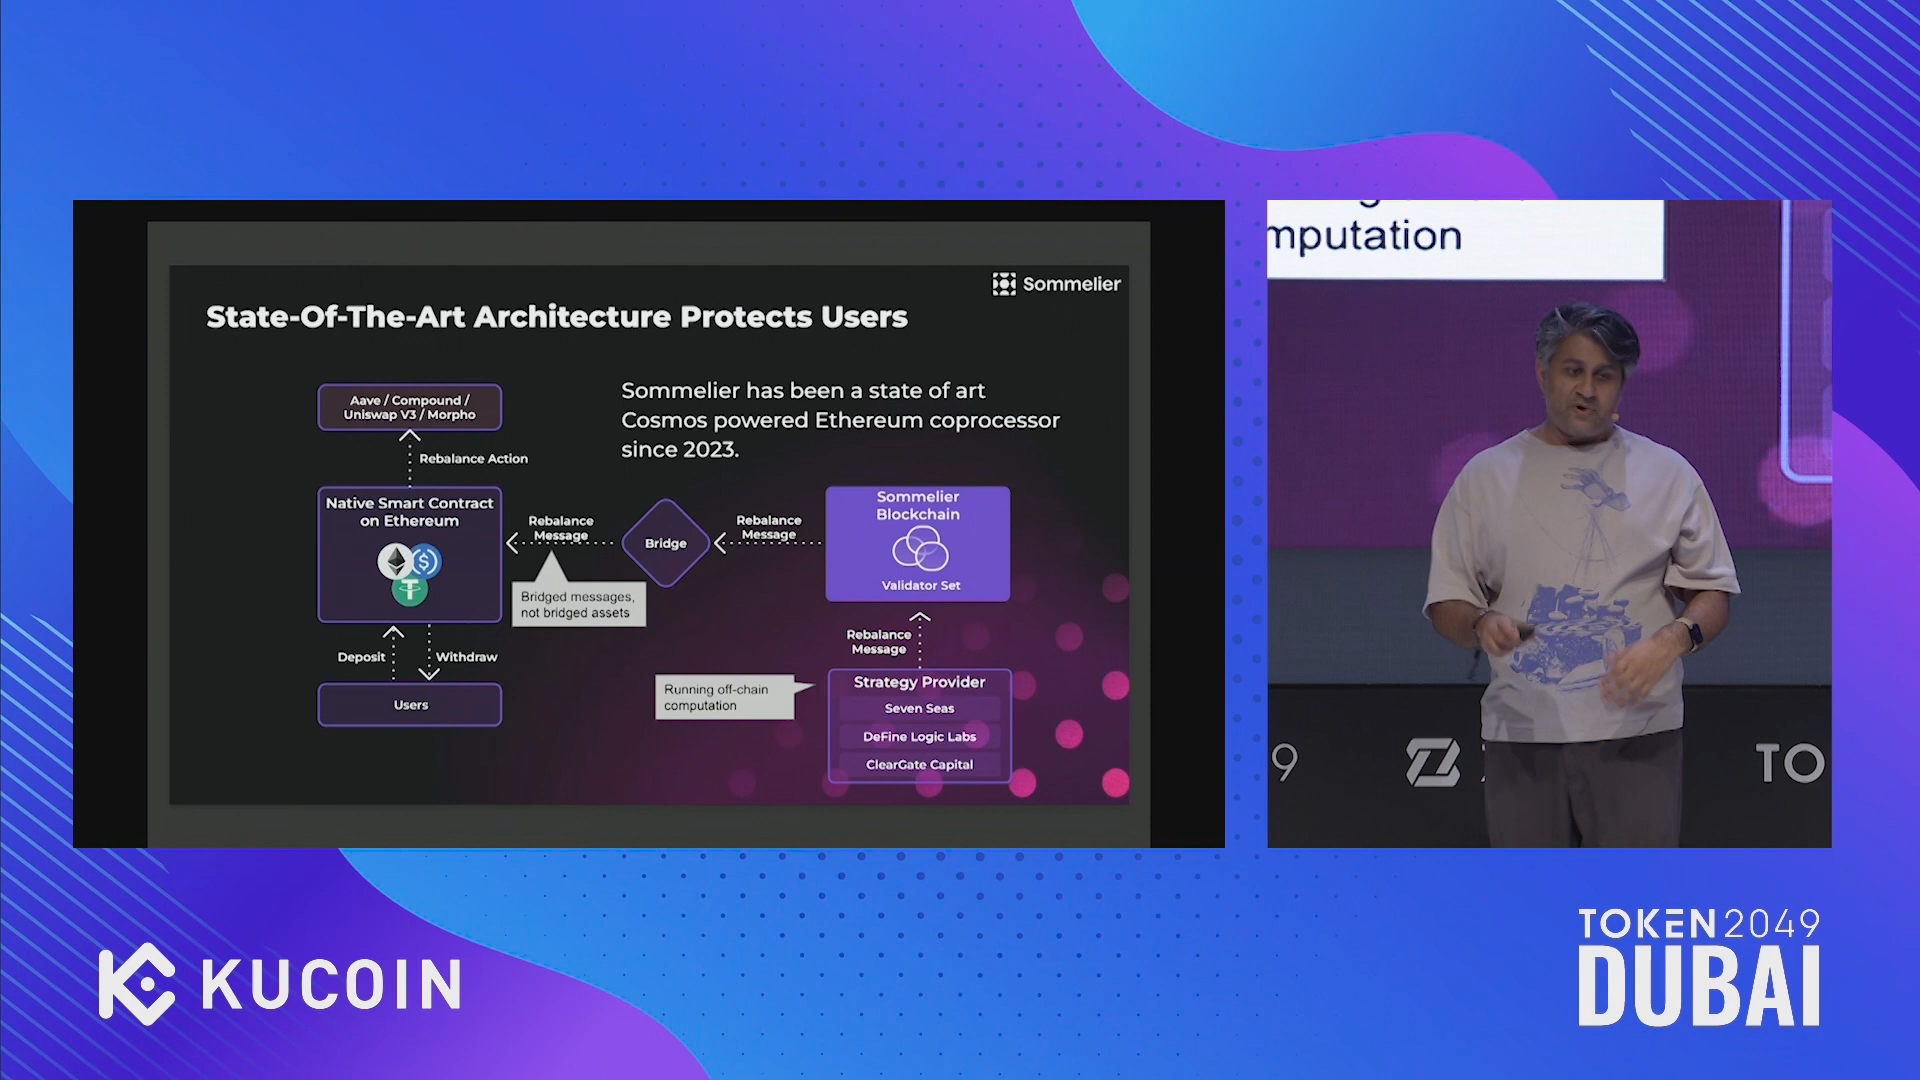 Sommelier
State-Of-The-Art Architecture Protects Users
Sommelier has been a state of art
Cosmos powered Ethereum coprocessor
since 2023.
Aave / Compound /
Uniswap V3 / Morpho
Rebalance Action
Native Smart Contract
on Ethereum
Rebalance
Message
Bridge
Rebalance
Message
Sommelier
Blockchain
Validator Set
Bridged messages,
not bridged assets
Deposit
Withdraw
Users
Rebalance
Message
Running off-chain
computation
Strategy Provider
Seven Seas
DeFine Logic Labs
ClearGate Capital
mputation
9
TO
KUCOIN
TOKEN2049
DUBAI